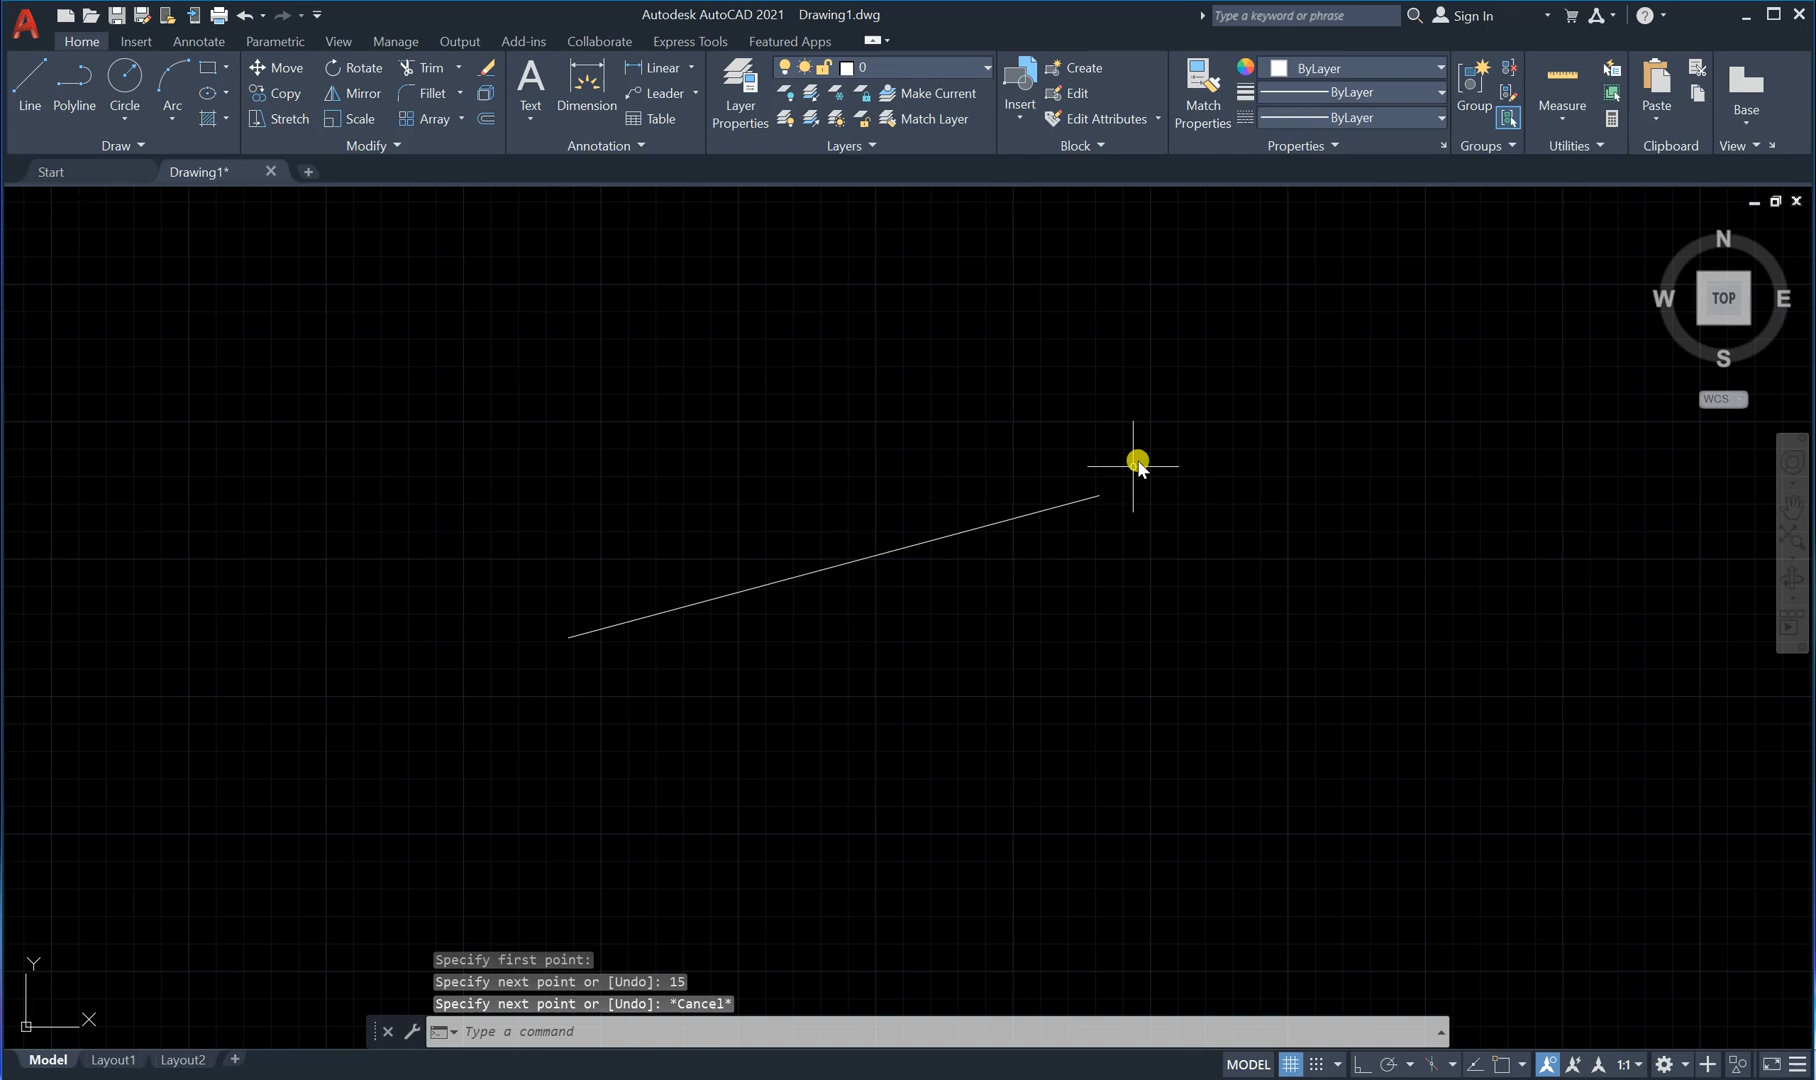 Autodesk AutoCAD 2021 Drawing1.dwg
Type a keyword or phrase
Sign In
Home Insert Annotate Parametric View Manage Output Add-ins Collaborate Express Tools Featured Apps
Line Polyline Circle Arc
Move Rotate Trim
Copy Mirror Fillet
Stretch Scale Array
Text Dimension
Linear
Leader
Table
Layer
Properties
0
Make Current
Match Layer
Insert
Create
Edit
Edit Attributes
Match
Properties
ByLayer
ByLayer
ByLayer
Group
Measure
Paste
Base
Draw Modify Annotation Layers Block Properties Groups Utilities Clipboard View
Start Drawing1*
N
W TOP E
S
WCS
Y
X
Specify first point:
Specify next point or [Undo]: 15
Specify next point or [Undo]: *Cancel*
Type a command
Model Layout1 Layout2
MODEL 1:1